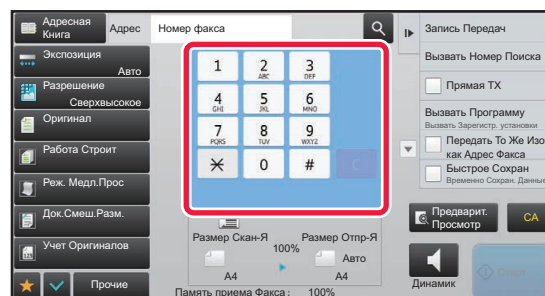 Адресная
Книга
Адрес
Номер факса
Экспозиция
Авто
Разрешение
Сверхвысокое
Оригинал
Работа Строит
Реж. Медл.Прос
Док.Смеш.Разм.
Учет Оригиналов
Прочие
1
2
ABC
3
DEF
4
GHI
5
JKL
6
MNO
7
PQRS
8
TUV
9
WXYZ
0
#
C
Размер Скан-Я
100%
Размер Отпр-Я
Авто
A4
A4
Память приема Факса :
100%
Запись Передач
Вызвать Номер Поиска
Прямая TX
Вызвать Программу
Вызвать Зарегистр. установки
Передать То Же Изо
как Адрес Факса
Быстрое Сохран
Временно Сохран. Данные
Предварит.
Просмотр
CA
Динамик
Старт